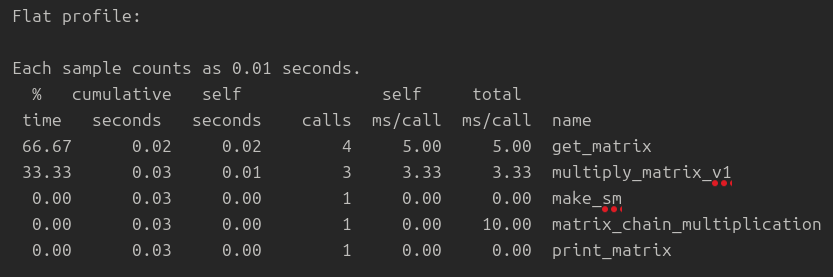 Flat profile:
Each sample counts as 0.01 seconds.
% cumulative self self total
time seconds seconds calls ms/call ms/call name
66.67 0.02 0.02 4 5.00 5.00 get_matrix
33.33 0.03 0.01 3 3.33 3.33 multiply_matrix_v1
0.00 0.03 0.00 1 0.00 0.00 make_sm
0.00 0.03 0.00 1 0.00 10.00 matrix_chain_multiplication
0.00 0.03 0.00 1 0.00 0.00 print_matrix